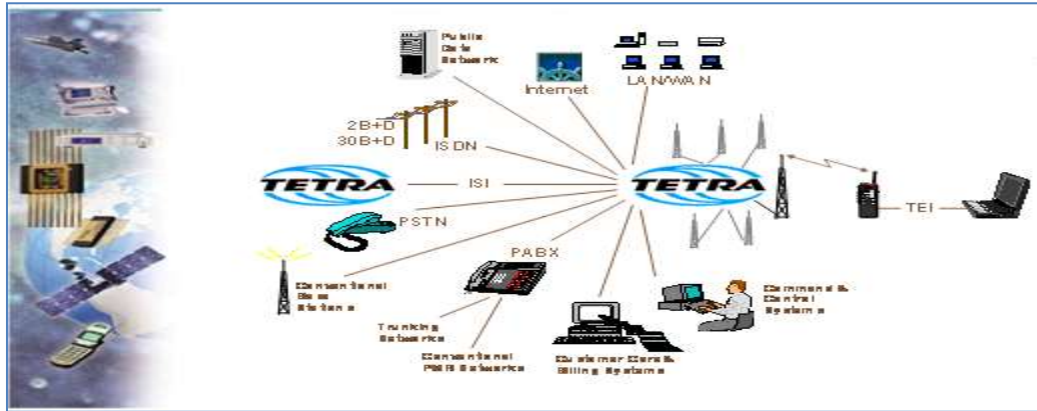 Public
Data
Network
Internet
LAN/WAN
2B+D
30B+D
ISDN
TETRA
ISI
TETRA
TEI
PSTN
PABX
Conventional
Base
Stations
Command &
Control
Systems
Trunking
Networks
Conventional
PMR Networks
Customer Care &
Billing Systems